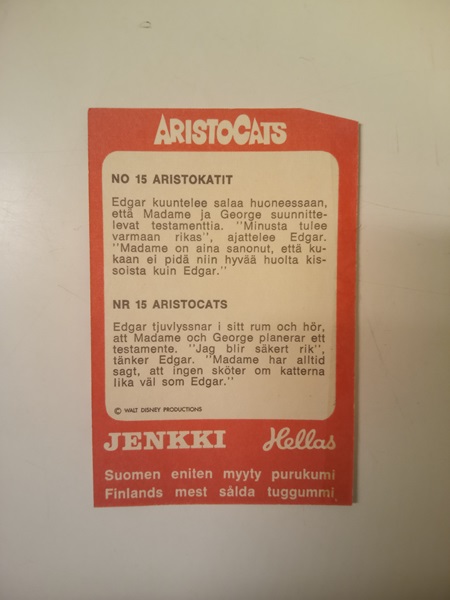 ARISTOCATS
NO 15 ARISTOKATIT
Edgar kuuntelee salaa huoneessaan,
että Madame ja George suunnitte-
levat testamenttia. "Minusta tulee
varmaan rikas", ajattelee Edgar.
"Madame on aina sanonut, että ku-
kaan ei pidä niin hyvää huolta kis-
soista kuin Edgar."
NR 15 ARISTOCATS
Edgar tjuvlyssnar i sitt rum och hör,
att Madame och George planerar ett
testamente. "Jag blir säkert rik",
tänker Edgar. "Madame har alltid
sagt, att ingen sköter om katterna
lika väl som Edgar."
© WALT DISNEY PRODUCTIONS
JENKKI Hellas
Suomen eniten myyty purukumi
Finlands mest sålda tuggummi